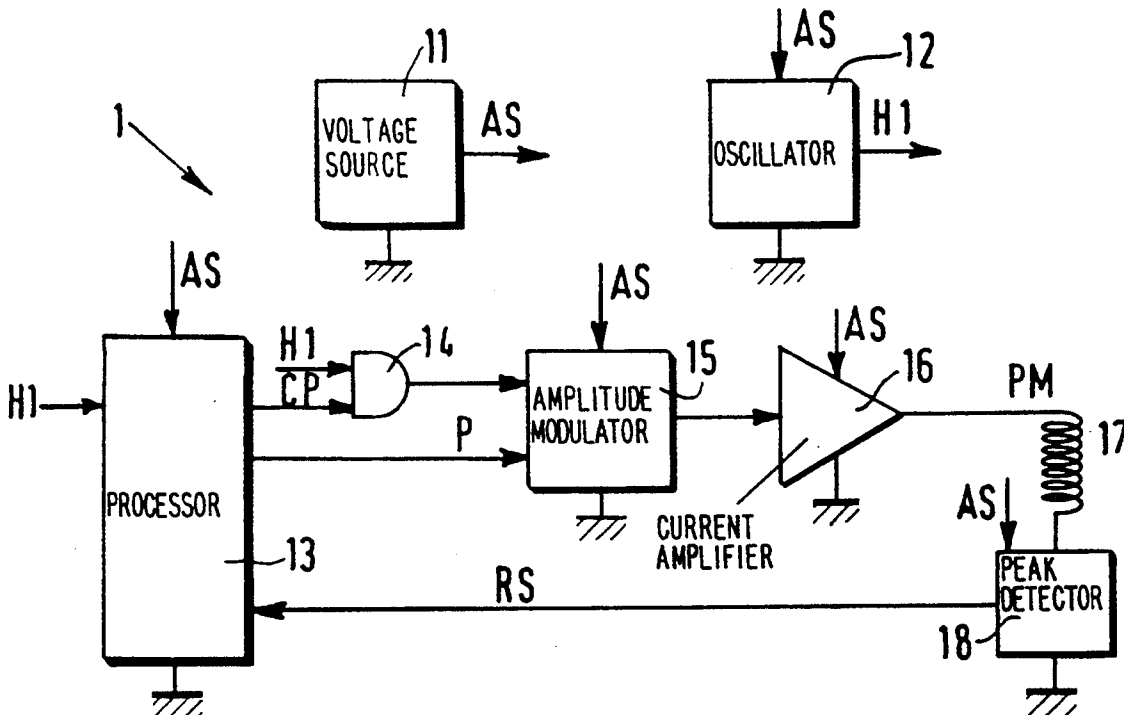 11
AS
12
1
VOLTAGE
SOURCE
AS
OSCILLATOR
H1
AS
H1
14
AS
AS
CP
15
16
PM
H1
AMPLITUDE
MODULATOR
17
P
PROCESSOR
CURRENT
AMPLIFIER
AS
13
RS
PEAK
DETECTOR
18